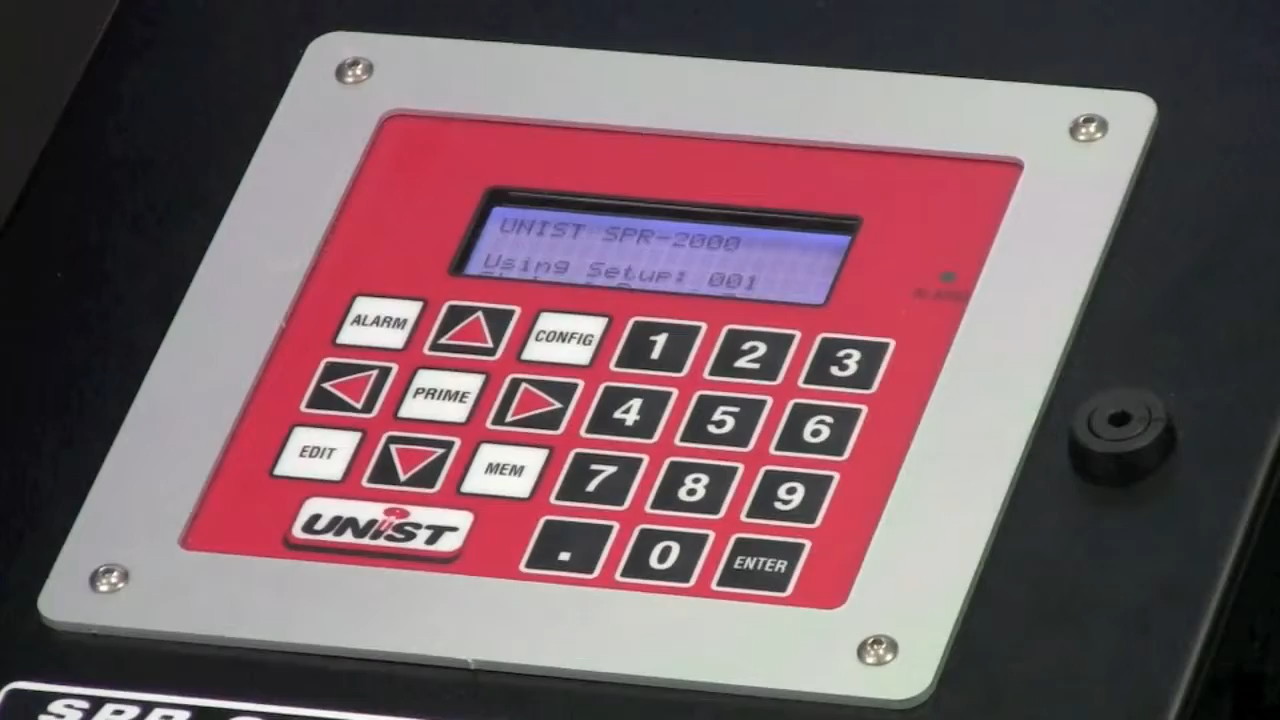 UNIST SPR-2000
Using Setup: 001
ALARM
CONFIG
1
2
3
PRIME
4
5
6
EDIT
MEM
7
8
9
UNIST
.
0
ENTER
SPR